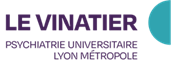 LE VINATIER
PSYCHIATRIE UNIVERSITAIRE
LYON MÉTROPOLE